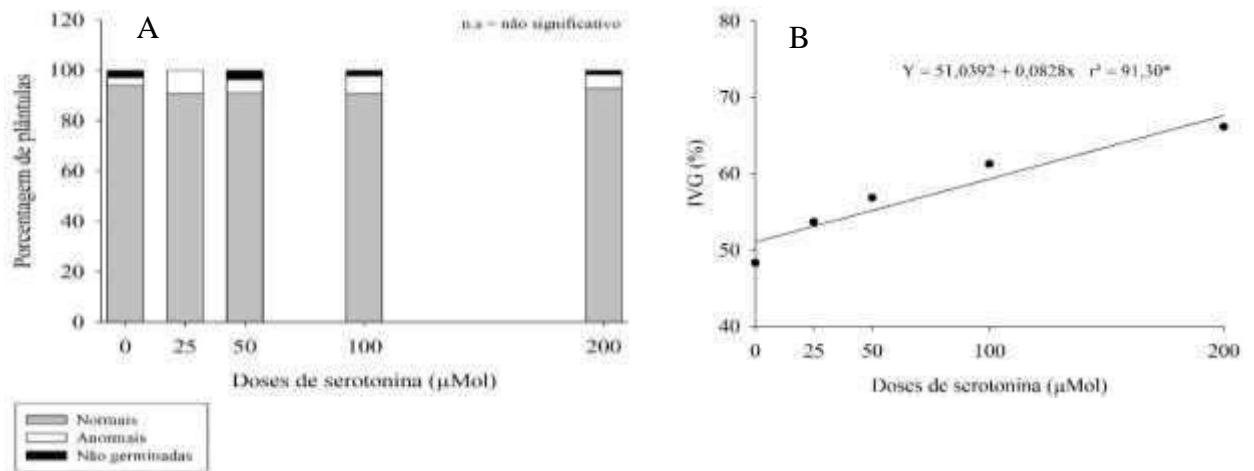 A
n.s = não significativo
120
100
80
60
40
20
0
Porcentagem de plântulas
0 25 50 100 200
Doses de serotonina (µMol)
Normais
Anormais
Não germinadas
B
Y = 51,0392 + 0,0828x r² = 91,30*
80
70
60
50
40
IVG (%)
0 25 50 100 200
Doses de serotonina (µMol)